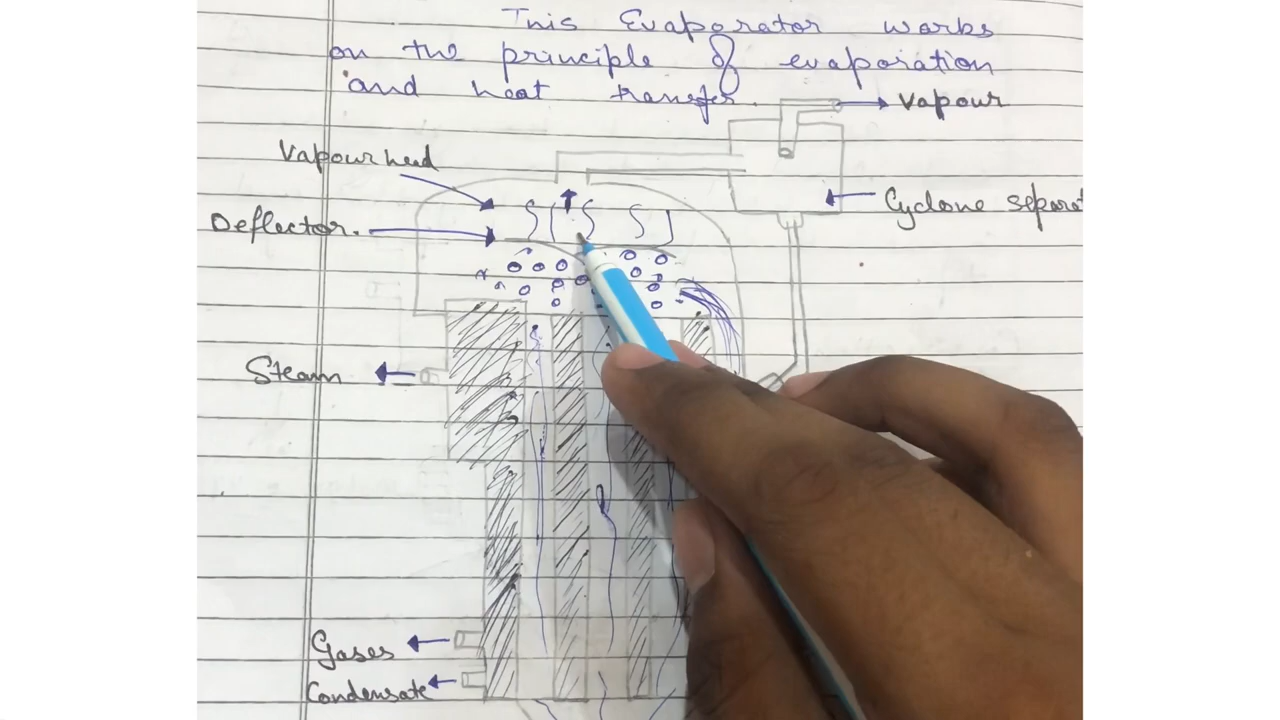 This Evaporator works
on the principle of evaporation
and heat transfer.
Vapour
Vapour head
Cyclone separat
Deflector.
Steam
Gases
Condensate